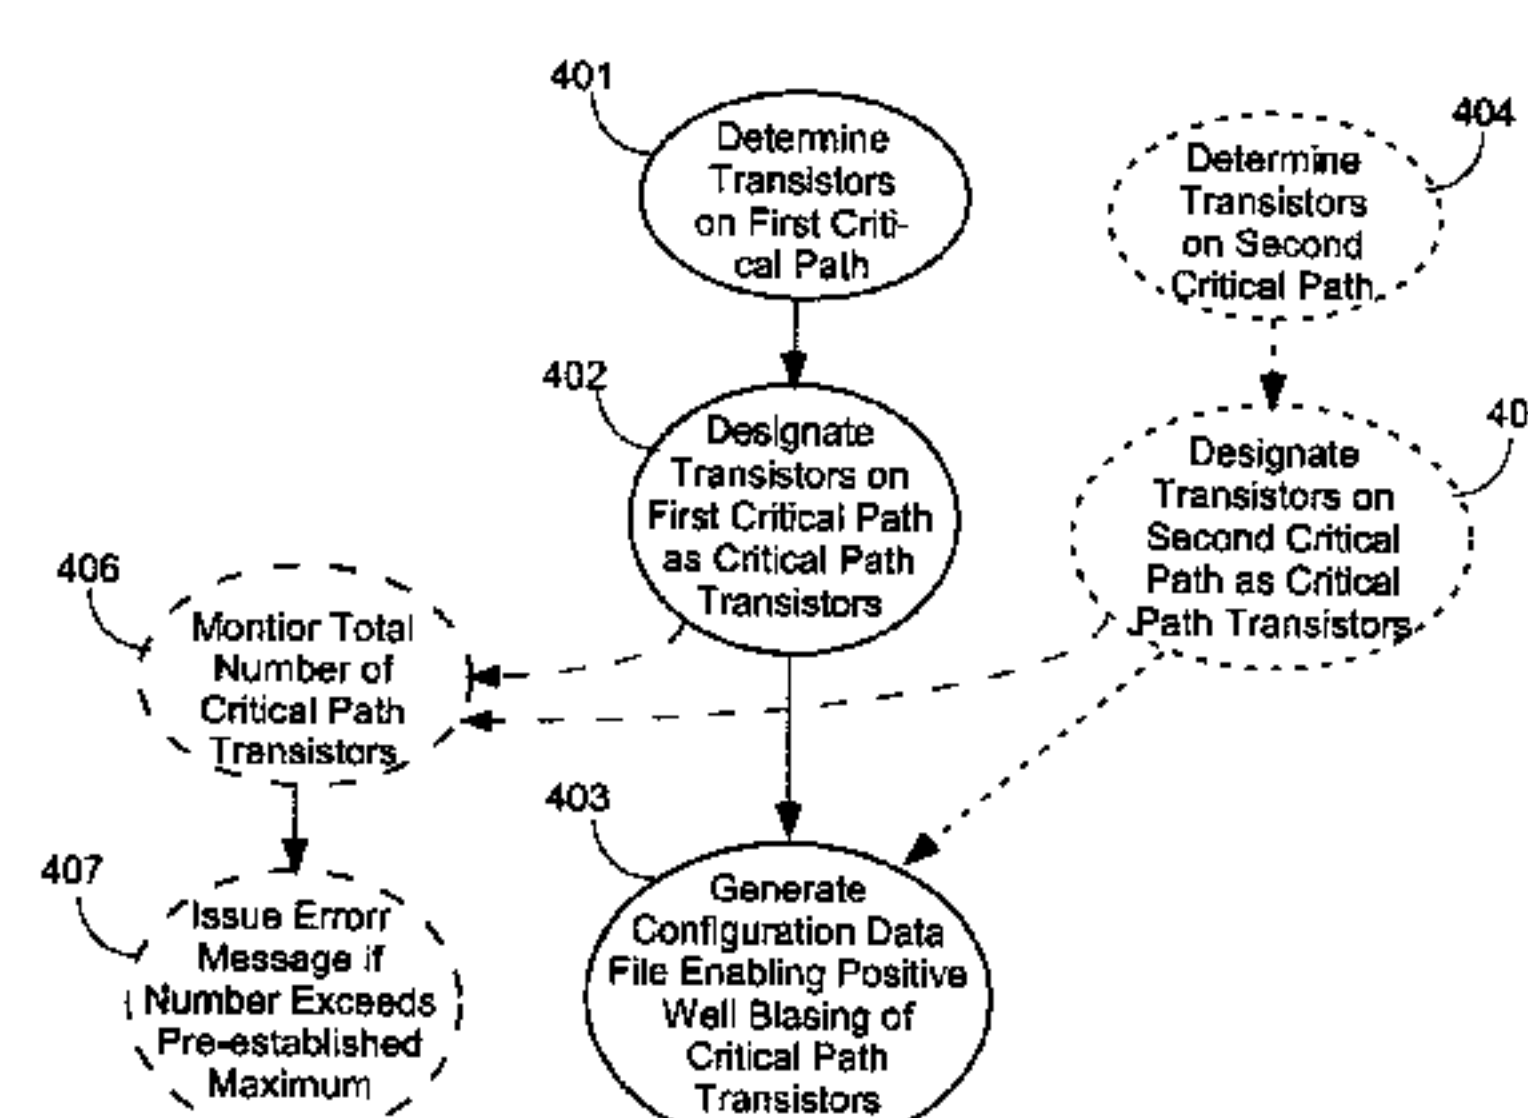 401
Determine
Transistors
on First Criti-
cal Path
404
Determine
Transistors
on Second
Critical Path
402
Designate
Transistors on
First Critical Path
as Critical Path
Transistors
40
Designate
Transistors on
Second Critical
Path as Critical
Path Transistors
406
Montior Total
Number of
Critical Path
Transistors
403
Generate
Configuration Data
File Enabling Positive
Well Biasing of
Critical Path
Transistors
407
Issue Errorr
Message if
Number Exceeds
Pre-established
Maximum